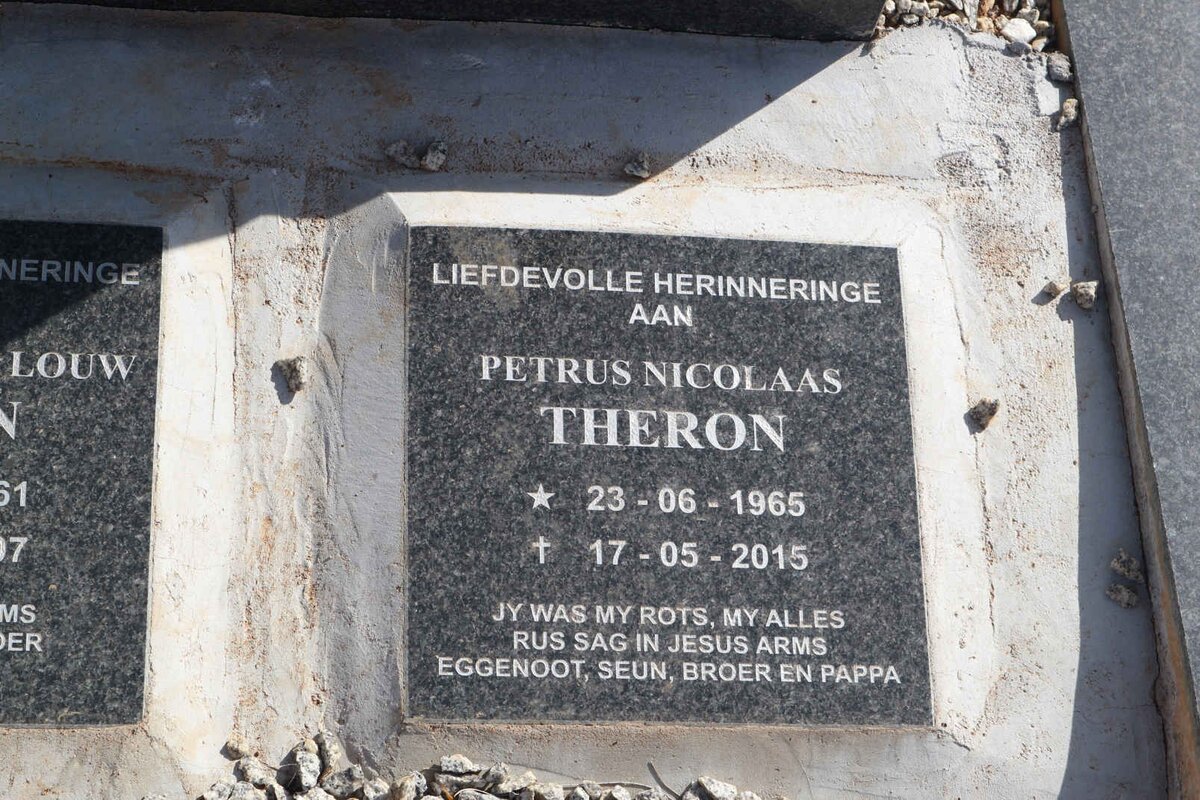 NERINGE
LOUW
N
61
07
MS
DER
LIEFDEVOLLE HERINNERINGE
AAN
PETRUS NICOLAAS
THERON
★ 23 - 06 - 1965
✝ 17 - 05 - 2015
JY WAS MY ROTS, MY ALLES
RUS SAG IN JESUS ARMS
EGGENOOT, SEUN, BROER EN PAPPA